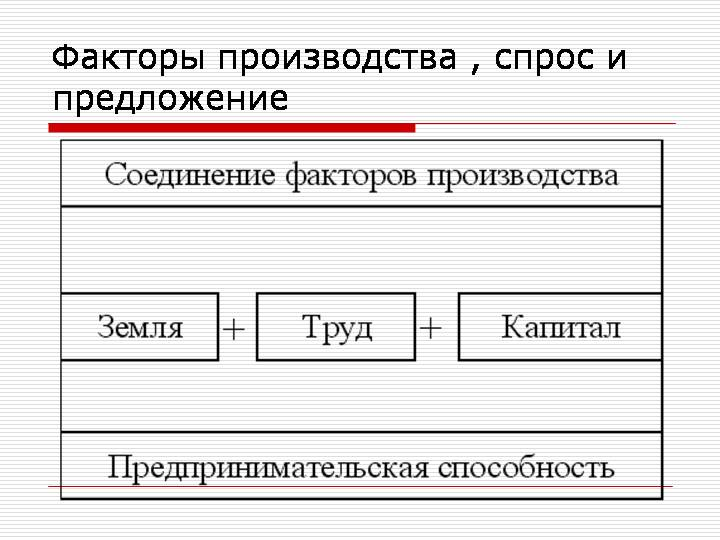 Факторы производства , спрос и
предложение
Соединение факторов производства
Земля + Труд + Капитал
Предпринимательская способность